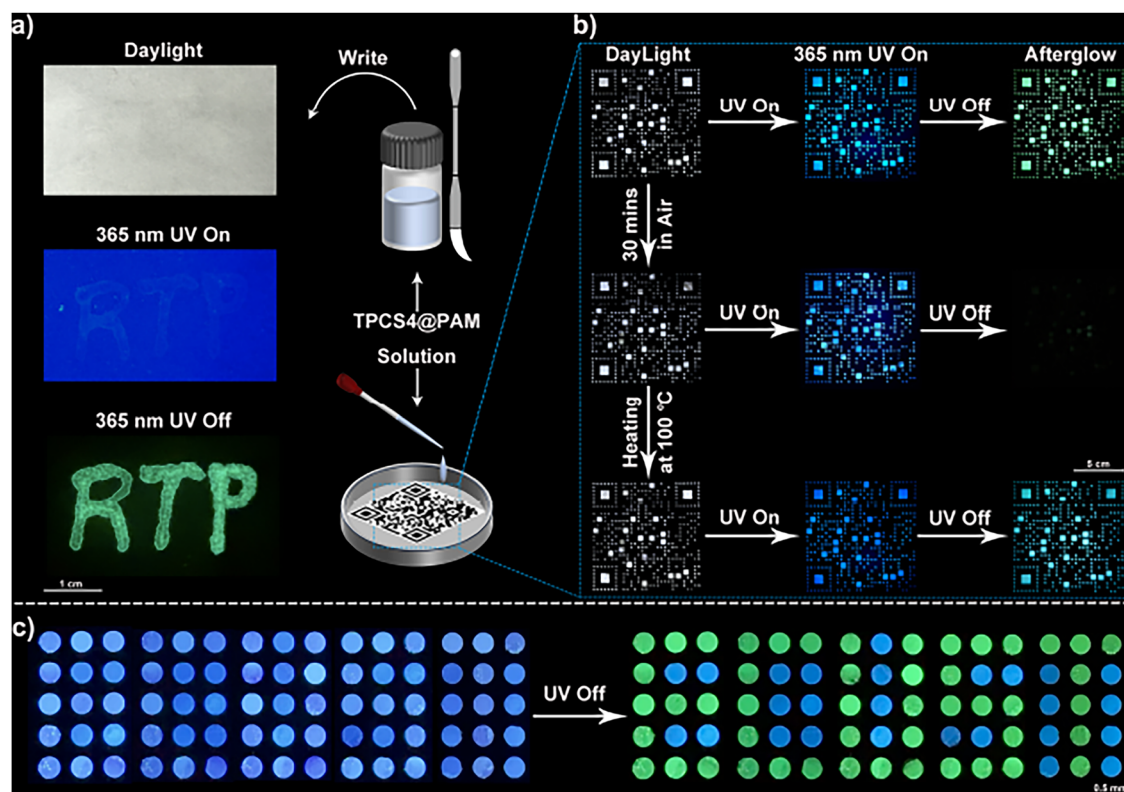 a)
Daylight
Write
365 nm UV On
TPCS4@PAM
Solution
365 nm UV Off
RTP
RTP
1 cm
b)
DayLight
365 nm UV On
Afterglow
UV On
UV Off
30 mins
in Air
UV On
UV Off
Heating
at 100 °C
5 cm
UV On
UV Off
c)
UV Off
0.5 mm